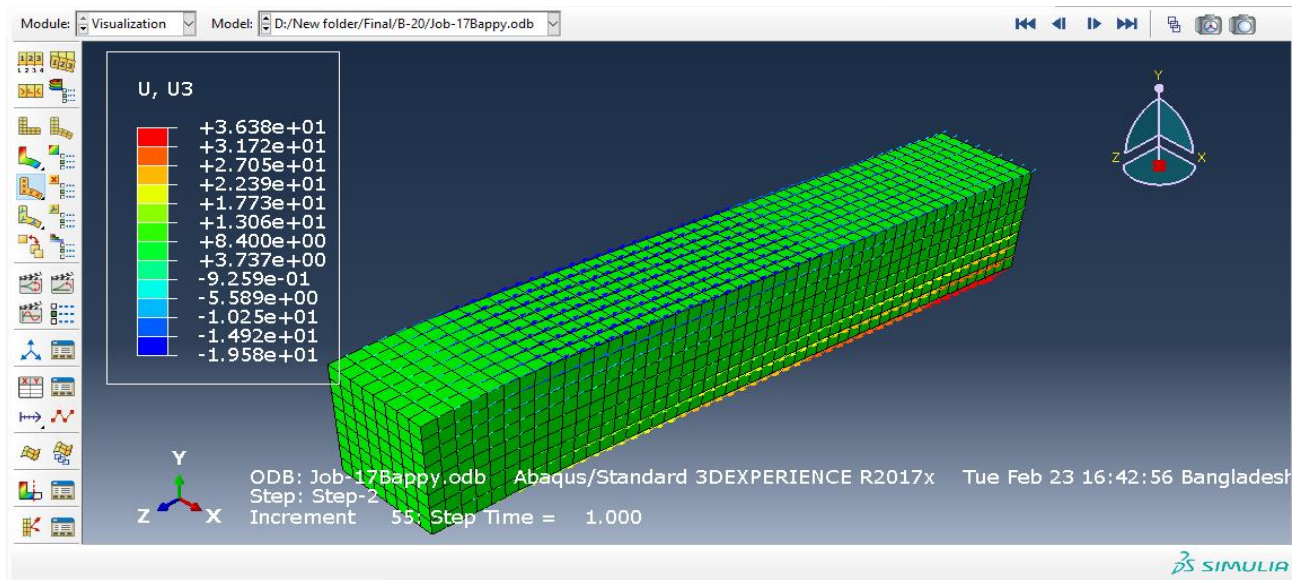 Module: Visualization Model: D:/New folder/Final/B-20/Job-17Bappy.odb
U, U3
+3.638e+01
+3.172e+01
+2.705e+01
+2.239e+01
+1.773e+01
+1.306e+01
+8.400e+00
+3.737e+00
-9.259e-01
-5.589e+00
-1.025e+01
-1.492e+01
-1.958e+01
Y
Z X
Y
Z X
ODB: Job-17Bappy.odb Abaqus/Standard 3DEXPERIENCE R2017x Tue Feb 23 16:42:56 Bangladesh
Step: Step-2
Increment 55: Step Time = 1.000
SIMULIA